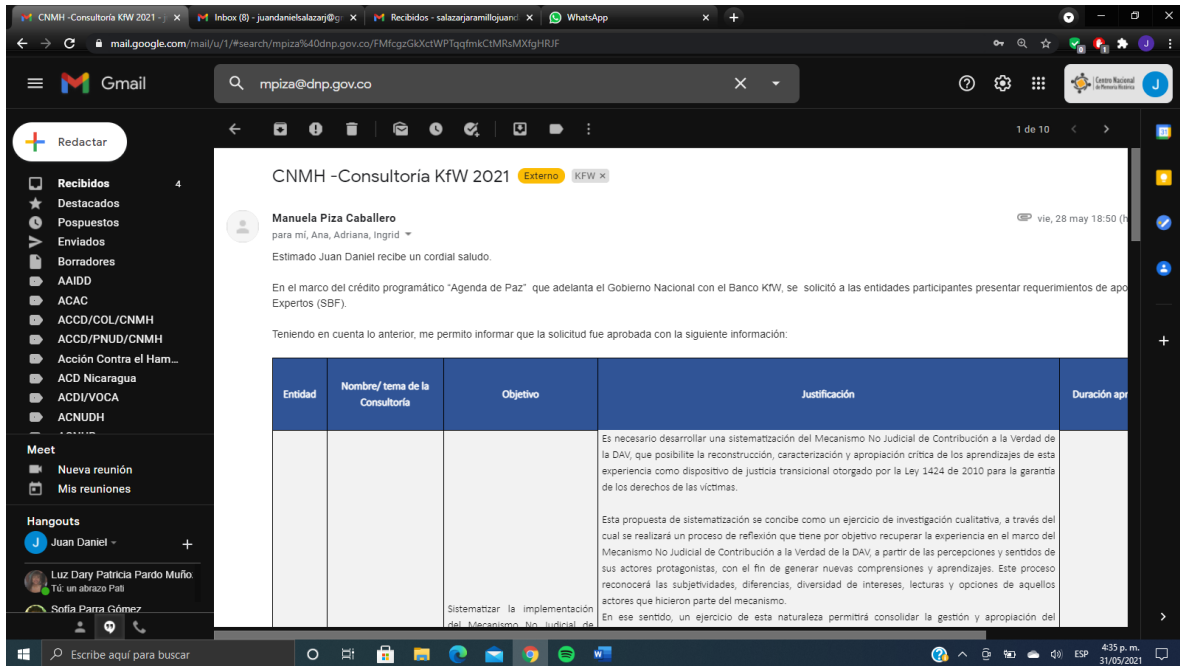 CNMH -Consultoría KfW 2021 - j
Inbox (8) - juandanielsalazarj@gm
Recibidos - salazarjaramillojuand
WhatsApp
mail.google.com/mail/u/1/#search/mpiza%40dnp.gov.co/FMfcgzGkXctWPTqqfmkCtMRsMXfgHRJF
Gmail
mpiza@dnp.gov.co
Centro Nacional
de Memoria Histórica
J
Redactar
1 de 10
Recibidos 4
Destacados
Pospuestos
Enviados
Borradores
AAIDD
ACAC
ACCD/COL/CNMH
ACCD/PNUD/CNMH
Acción Contra el Ham...
ACD Nicaragua
ACDI/VOCA
ACNUDH
Meet
Nueva reunión
Mis reuniones
Hangouts
J Juan Daniel
Luz Dary Patricia Pardo Muño
Tú: un abrazo Pati
Sofía Parra Gómez
CNMH -Consultoría KfW 2021 Externo KFW x
Manuela Piza Caballero
vie, 28 may 18:50 (h
para mí, Ana, Adriana, Ingrid
Estimado Juan Daniel recibe un cordial saludo.
En el marco del crédito programático "Agenda de Paz" que adelanta el Gobierno Nacional con el Banco KfW, se solicitó a las entidades participantes presentar requerimientos de apo
Expertos (SBF).
Teniendo en cuenta lo anterior, me permito informar que la solicitud fue aprobada con la siguiente información:
Entidad
Nombre/ tema de la
Consultoría
Objetivo
Justificación
Duración apr
Es necesario desarrollar una sistematización del Mecanismo No Judicial de Contribución a la Verdad de
la DAV, que posibilite la reconstrucción, caracterización y apropiación crítica de los aprendizajes de esta
experiencia como dispositivo de justicia transicional otorgado por la Ley 1424 de 2010 para la garantía
de los derechos de las víctimas.
Esta propuesta de sistematización se concibe como un ejercicio de investigación cualitativa, a través del
cual se realizará un proceso de reflexión que tiene por objetivo recuperar la experiencia en el marco del
Mecanismo No Judicial de Contribución a la Verdad de la DAV, a partir de las percepciones y sentidos de
sus actores protagonistas, con el fin de generar nuevas comprensiones y aprendizajes. Este proceso
reconocerá las subjetividades, diferencias, diversidad de intereses, lecturas y opciones de aquellos
actores que hicieron parte del mecanismo.
En ese sentido, un ejercicio de esta naturaleza permitirá consolidar la gestión y apropiación del
Sistematizar la implementación
del Mecanismo No Judicial de
Escribe aquí para buscar
ESP
4:35 p. m.
31/05/2021